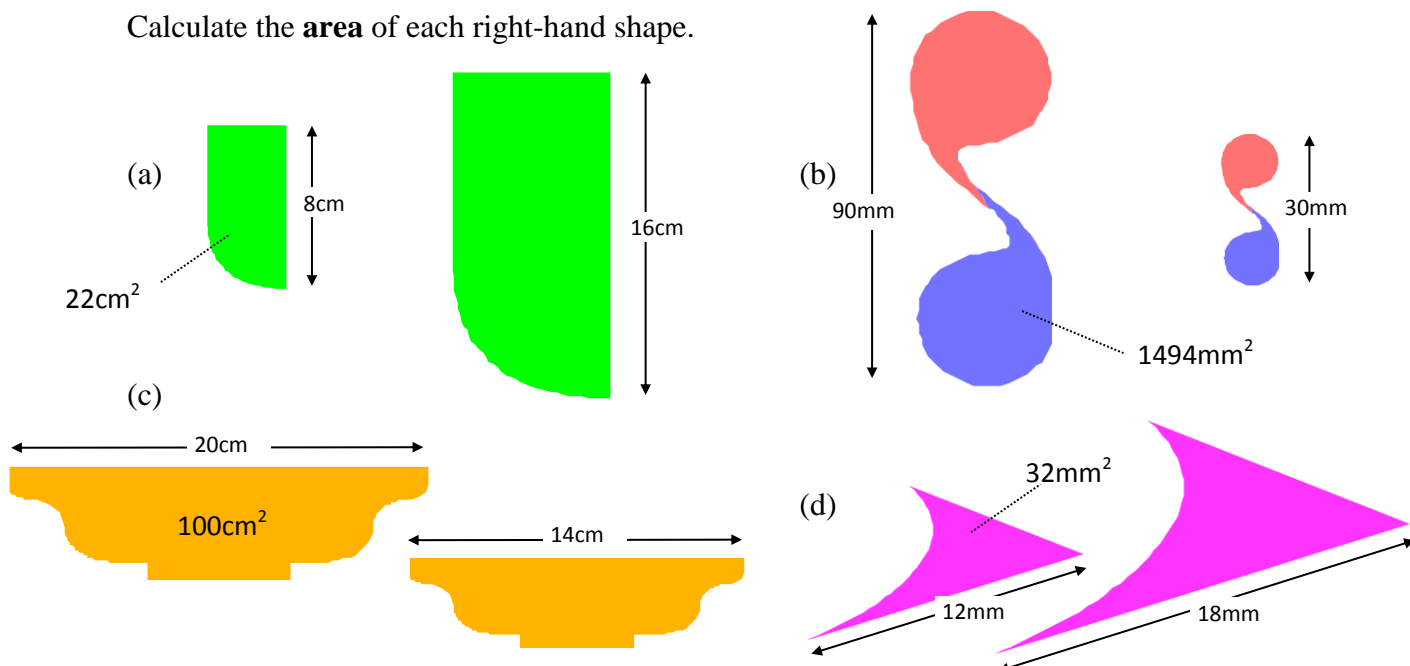 Calculate the area of each right-hand shape.
(a)
8cm
22cm²
16cm
(b)
90mm
30mm
1494mm²
(c)
20cm
100cm²
14cm
(d)
32mm²
12mm
18mm